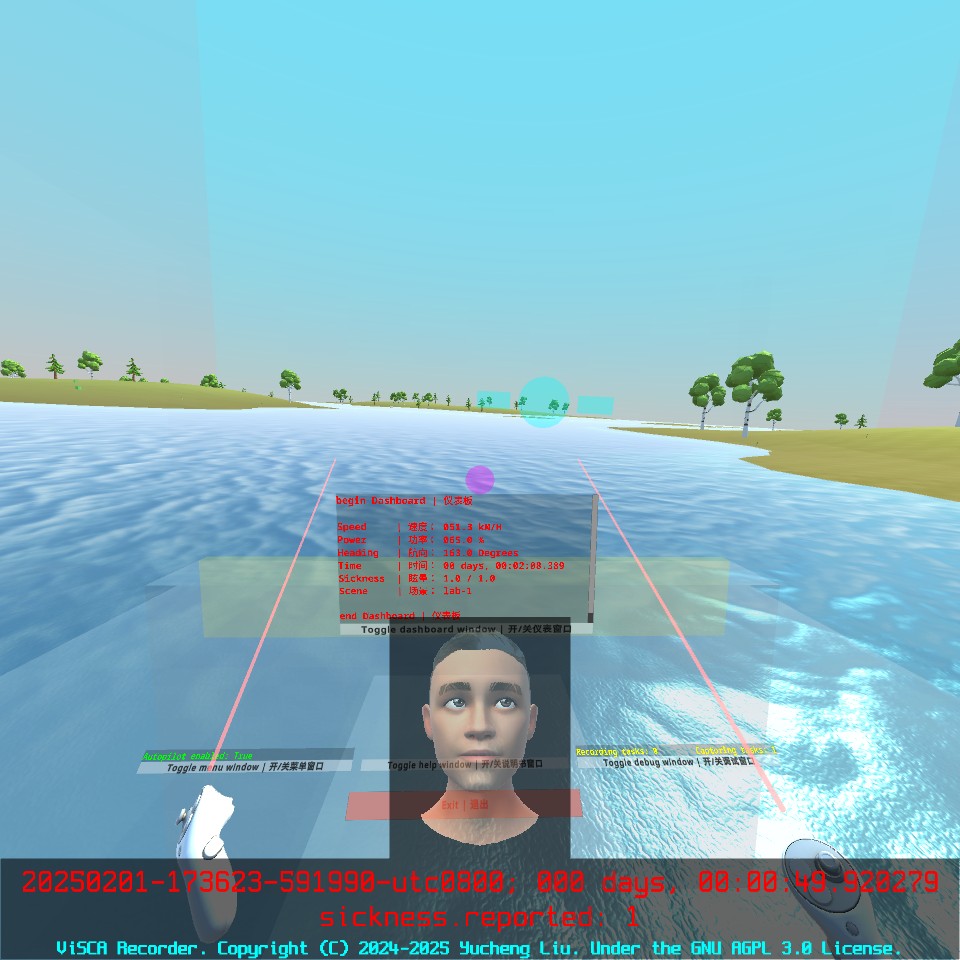 begin Dashboard | 仪表板
Speed | 速度: 051.3 kN/H
Power | 功率: 065.0 %
Heading | 航向: 163.0 Degrees
Time | 时间: 00 days, 00:02:08.389
Sickness | 眩晕: 1.0 / 1.0
Scene | 场景: lab-1
end Dashboard | 仪表板
Toggle dashboard window | 开/关仪表窗口
Autopilot enabled: True
Recording tasks: 0 Capturing tasks: 1
Toggle menu window | 开/关菜单窗口
Toggle help window | 开/关说明书窗口
Toggle debug window | 开/关调试窗口
Exit | 退出
20250201-173623-591990-utc0800; 000 days, 00:00:49.920279
sickness.reported: 1
ViSCA Recorder. Copyright (C) 2024-2025 Yucheng Liu. Under the GNU AGPL 3.0 License.